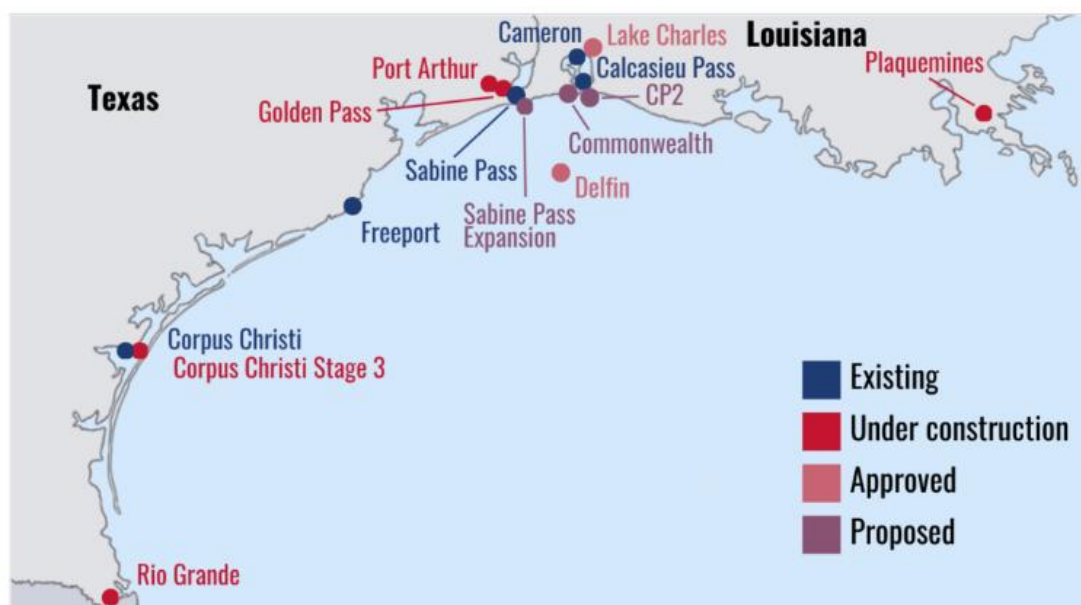 Cameron
Lake Charles
Louisiana
Plaquemines
Port Arthur
Calcasieu Pass
Texas
Golden Pass
CP2
Commonwealth
Sabine Pass
Delfin
Sabine Pass
Expansion
Freeport
Corpus Christi
Corpus Christi Stage 3
Existing
Under construction
Approved
Proposed
Rio Grande